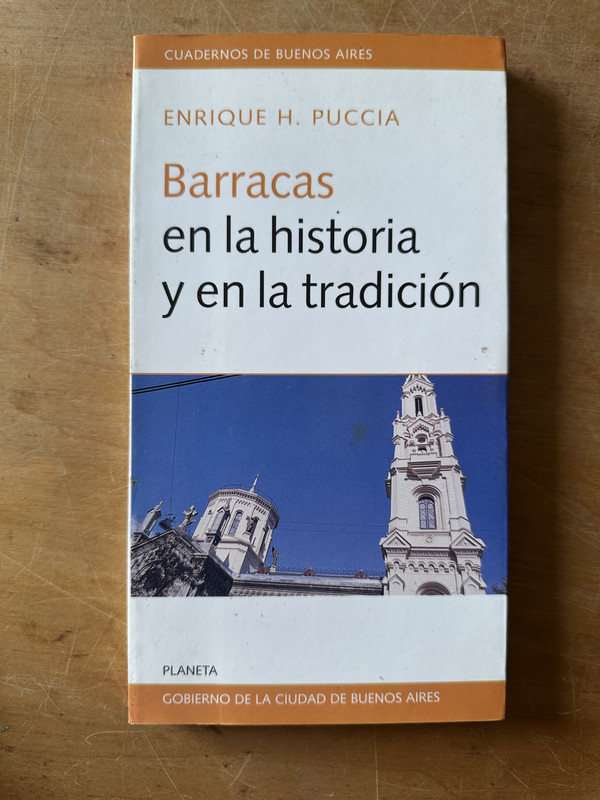 CUADERNOS DE BUENOS AIRES
ENRIQUE H. PUCCIA
Barracas
en la historia
y en la tradición
PLANETA
GOBIERNO DE LA CIUDAD DE BUENOS AIRES